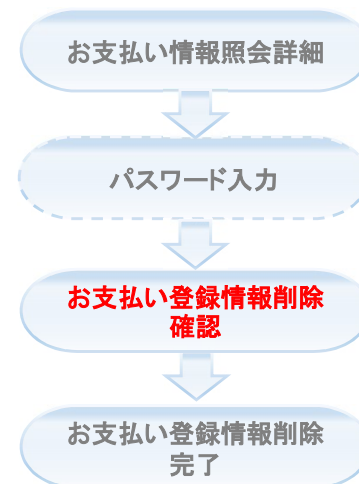 お支払い情報照会詳細
パスワード入力
お支払い登録情報削除
確認
お支払い登録情報削除
完了